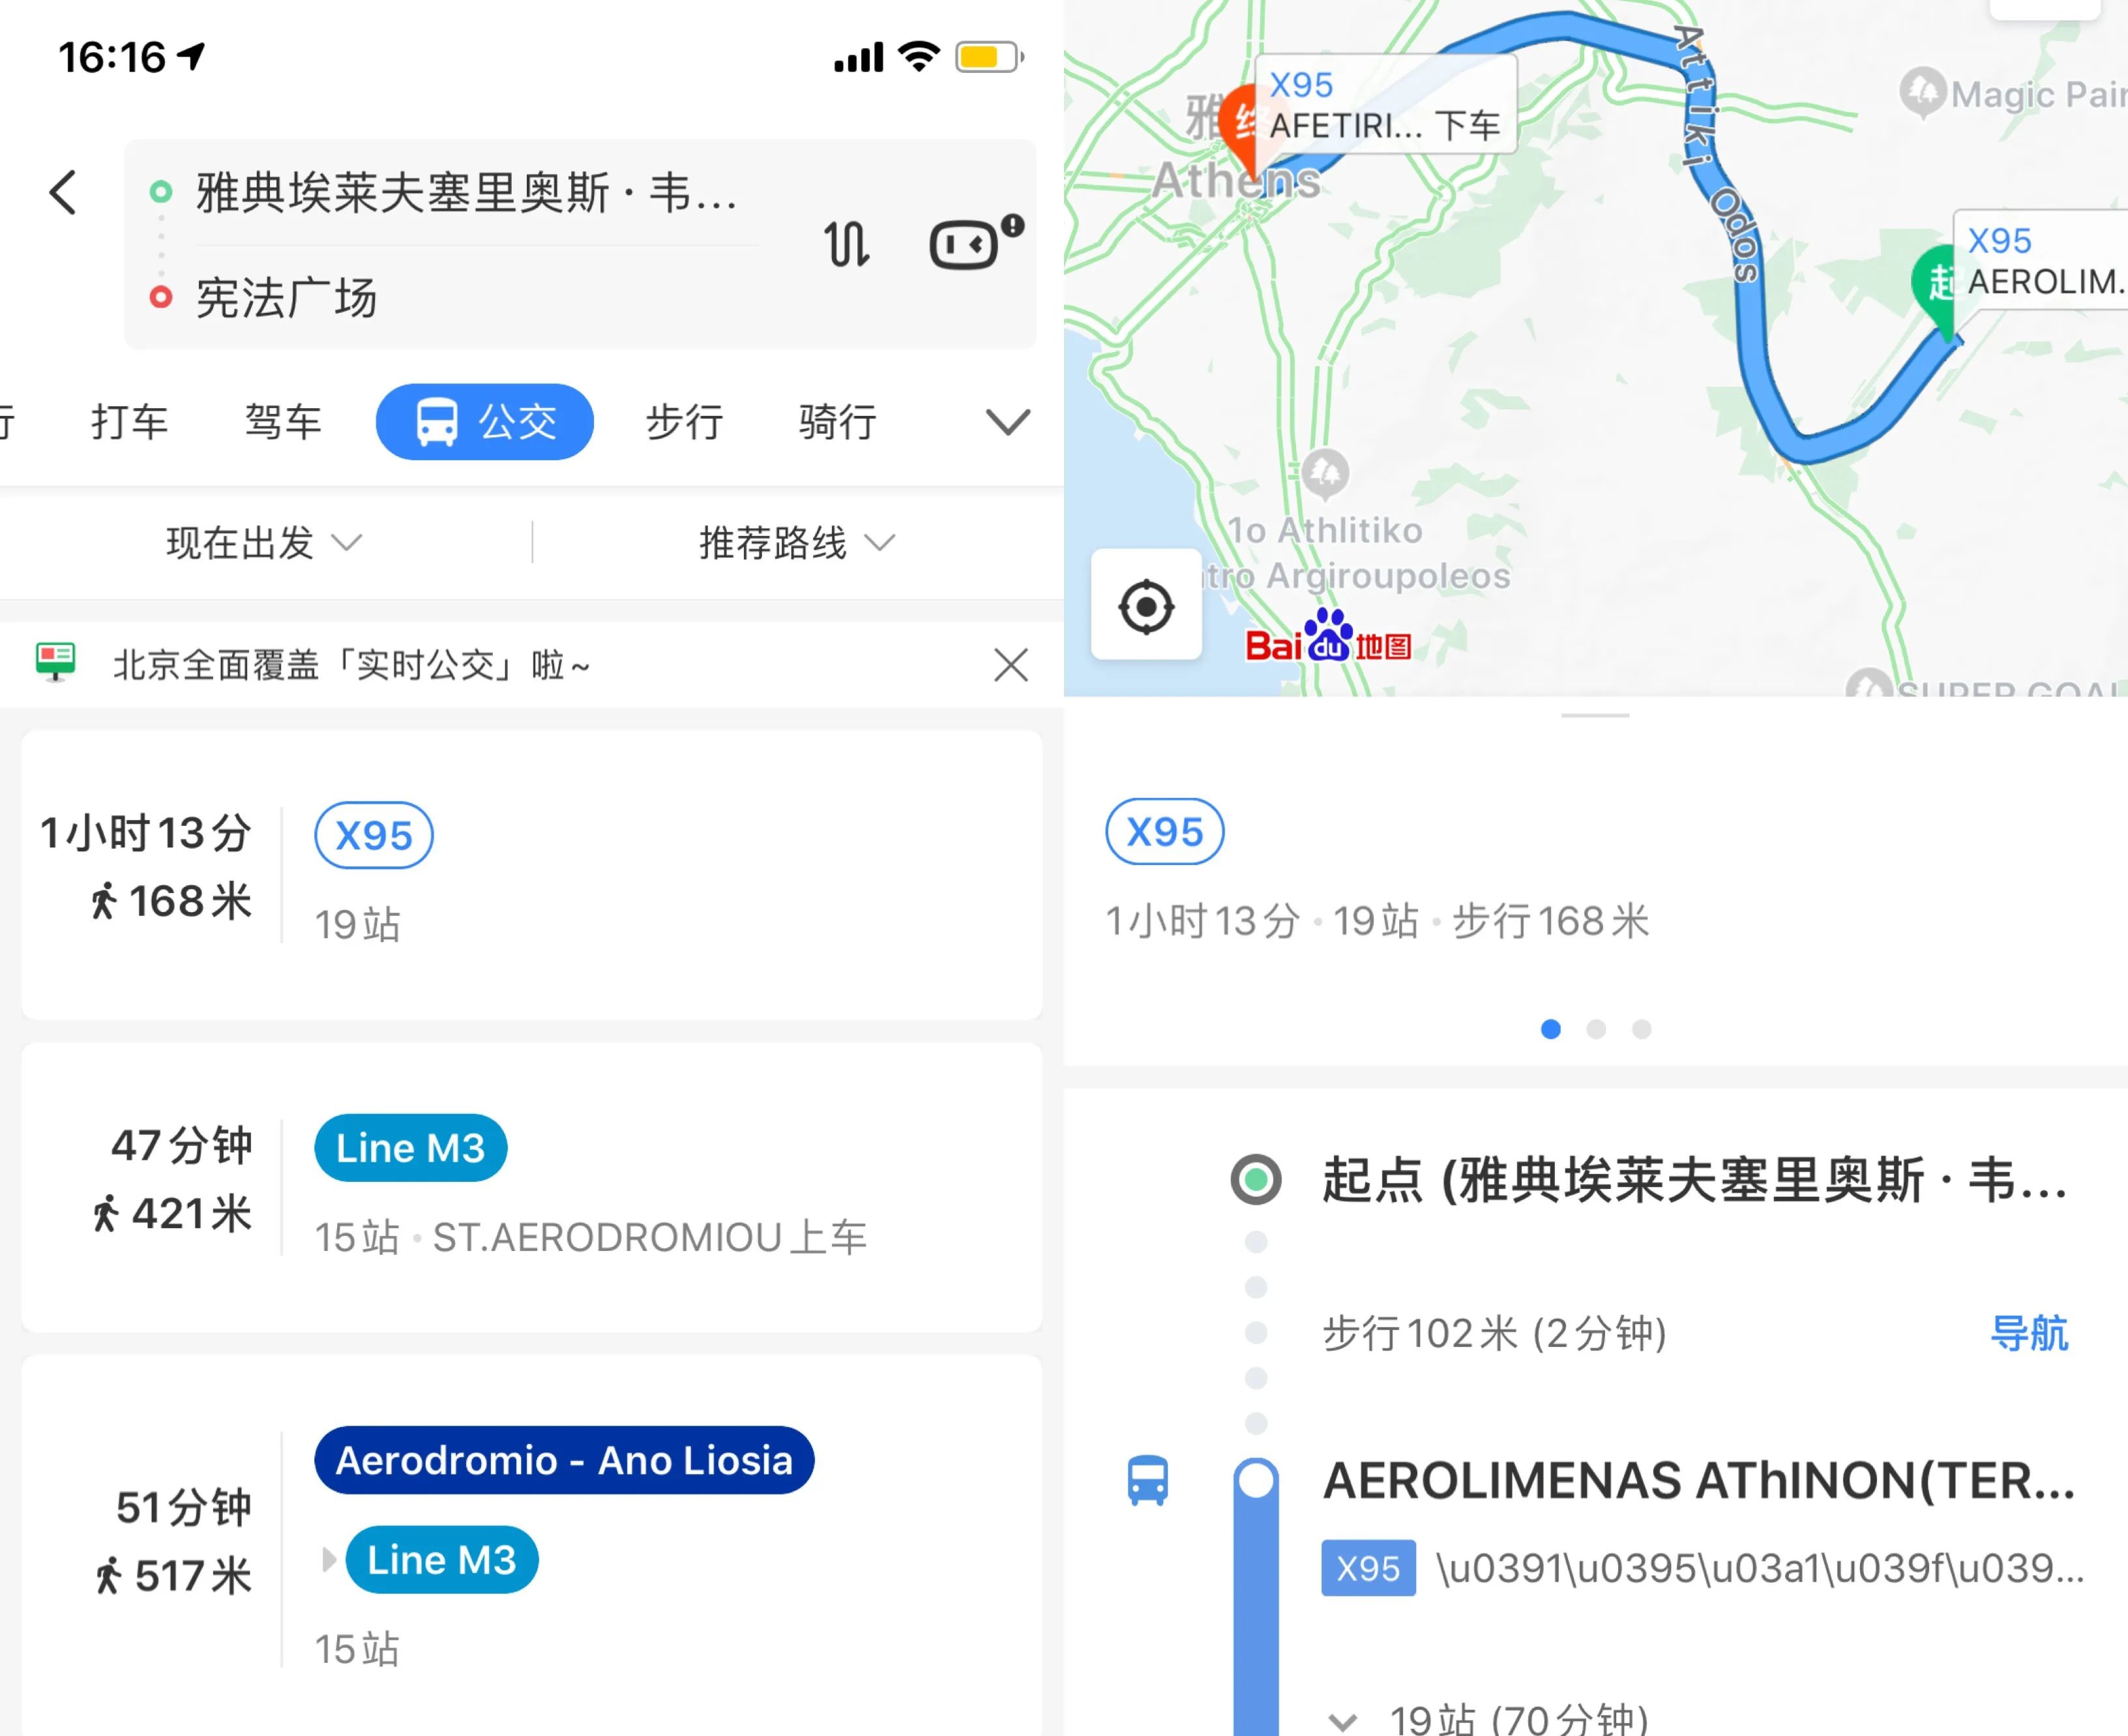 16:16
雅典埃莱夫塞里奥斯·韦...
宪法广场
行 打车 驾车 公交 步行 骑行
现在出发 推荐路线
北京全面覆盖「实时公交」啦~
1小时13分
168米
X95
19站
47分钟
421米
Line M3
15站·ST.AERODROMIOU上车
51分钟
517米
Aerodromio - Ano Liosia
Line M3
15站
X95
AFETIRI... 下车
终
Athens
Attiki Odos
Magic Pain
X95
AEROLIM...
起
1o Athlitiko
tro Argiroupoleos
Baidu地图
SUPER GOAL
X95
1小时13分·19站·步行168米
起点 (雅典埃莱夫塞里奥斯·韦...
步行102米 (2分钟)
导航
AEROLIMENAS AThINON(TER...
X95 \u0391\u0395\u03a1\u039f\u039...
19站 (70分钟)